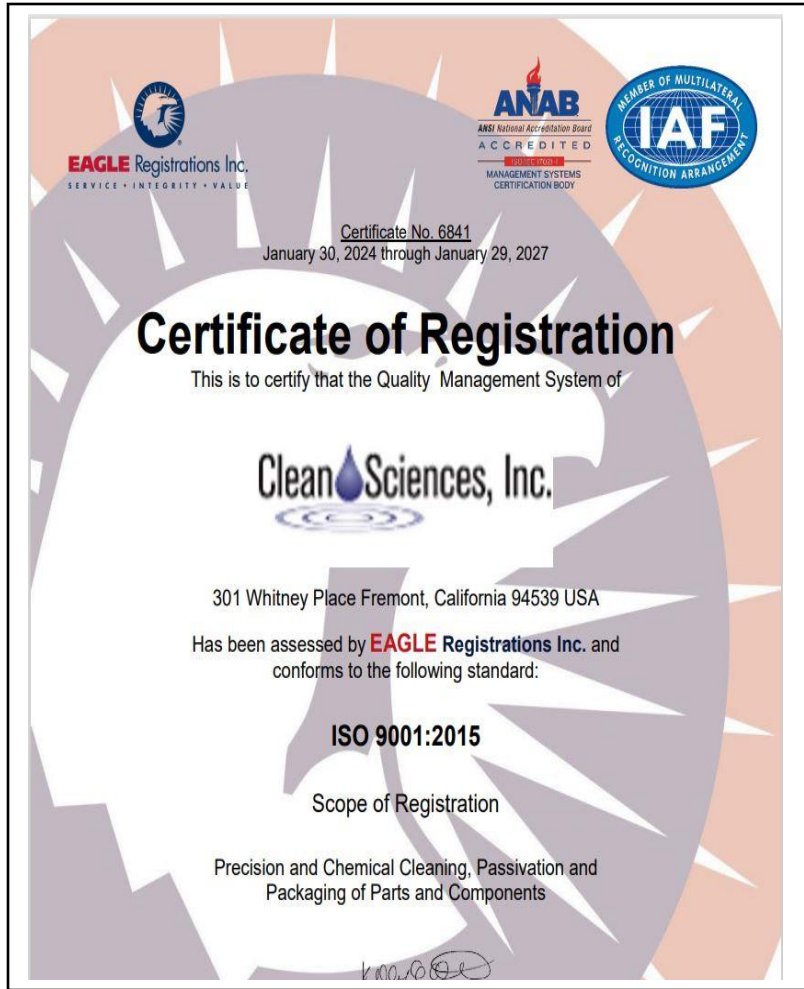 EAGLE Registrations Inc.
SERVICE • INTEGRITY • VALUE
ANAB
ANSI National Accreditation Board
ACCREDITED
ISO/IEC 17021-1
MANAGEMENT SYSTEMS
CERTIFICATION BODY
MEMBER OF MULTILATERAL
IAF
RECOGNITION ARRANGEMENT
Certificate No. 6841
January 30, 2024 through January 29, 2027
Certificate of Registration
This is to certify that the Quality Management System of
Clean Sciences, Inc.
301 Whitney Place Fremont, California 94539 USA
Has been assessed by EAGLE Registrations Inc. and
conforms to the following standard:
ISO 9001:2015
Scope of Registration
Precision and Chemical Cleaning, Passivation and
Packaging of Parts and Components